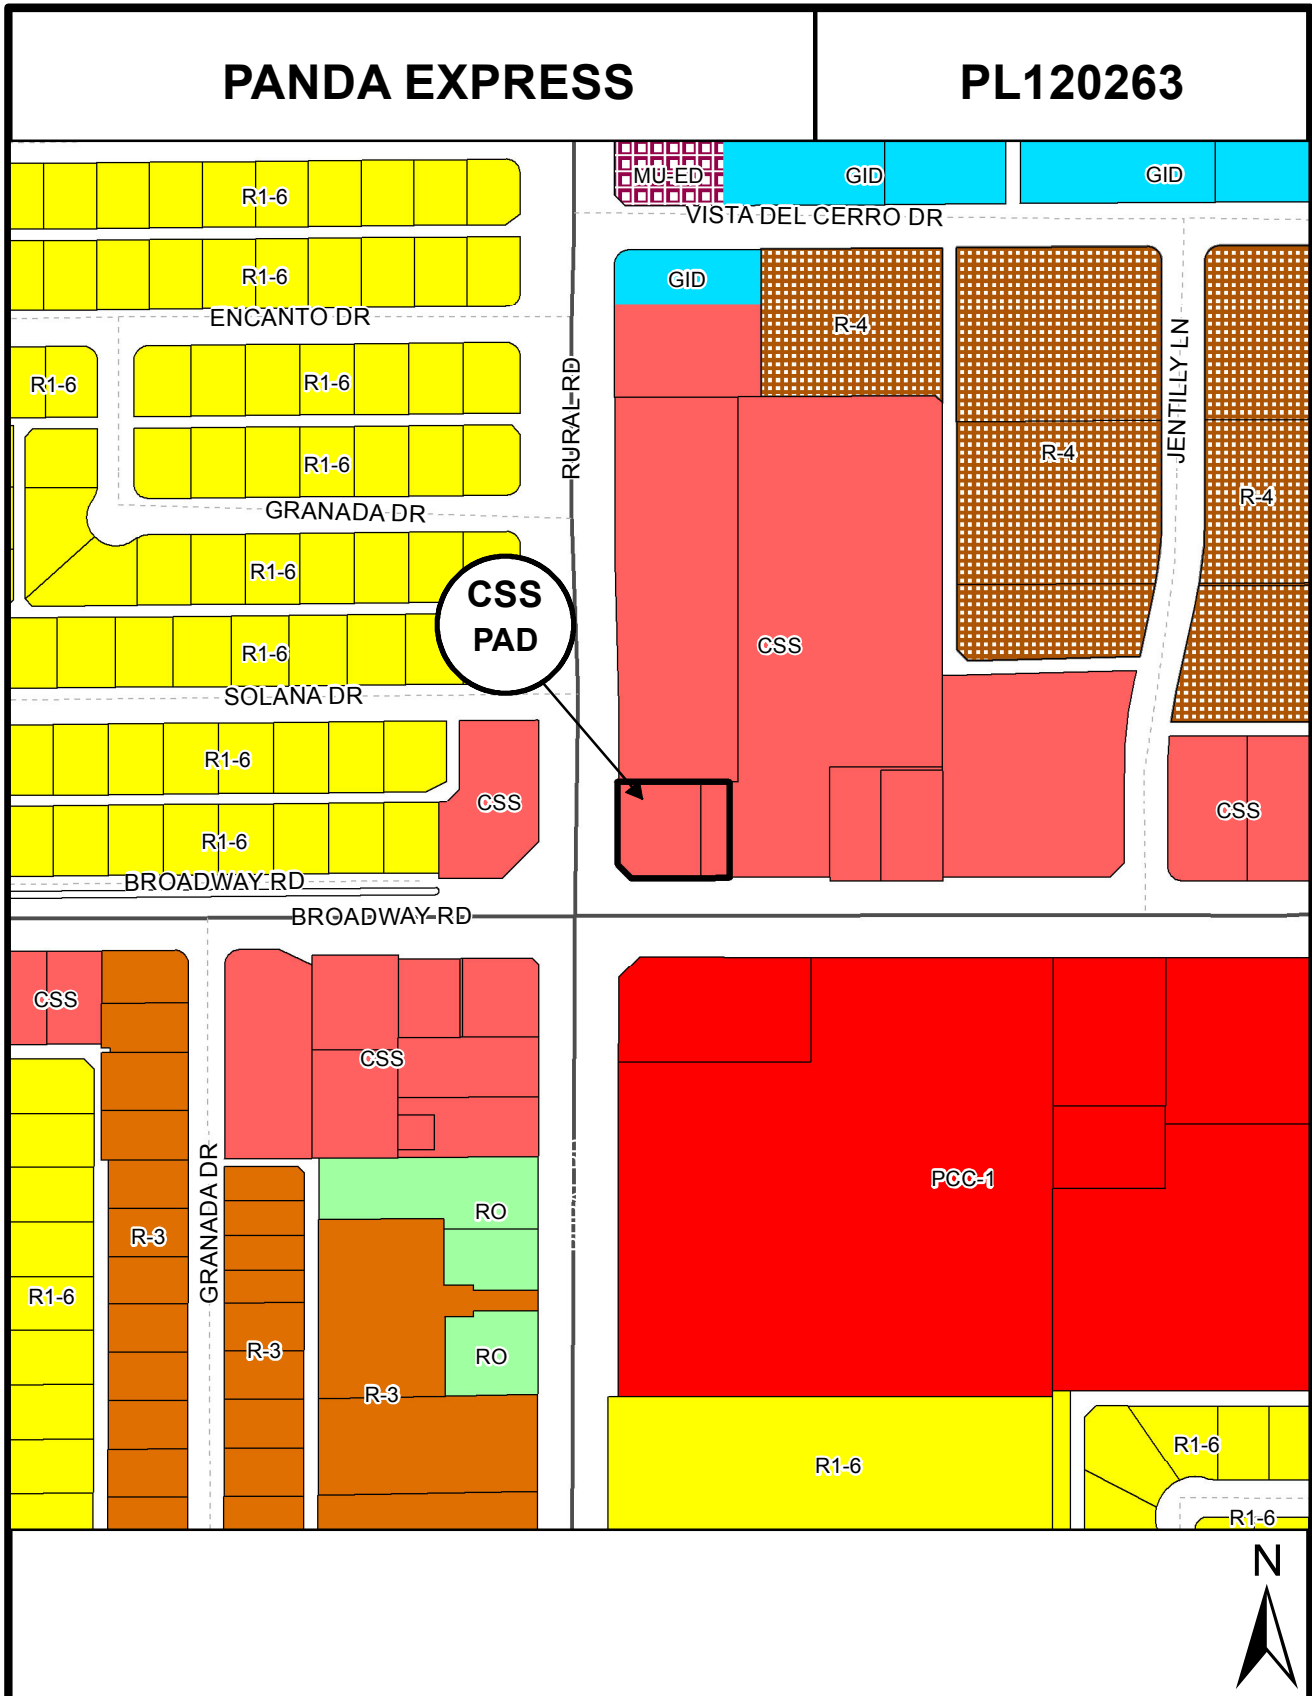 PANDA EXPRESS
PL120263
R1-6
MU-ED
GID
GID
VISTA DEL CERRO DR
R1-6
GID
ENCANTO DR
R-4
R1-6
R1-6
RURAL RD
JENTILLY LN
R1-6
R-4
R-4
GRANADA DR
R1-6
CSS
PAD
R1-6
CSS
SOLANA DR
R1-6
CSS
CSS
R1-6
BROADWAY RD
BROADWAY RD
CSS
CSS
GRANADA DR
PCC-1
RO
R-3
R1-6
R-3
RO
R-3
R1-6
R1-6
R1-6
N